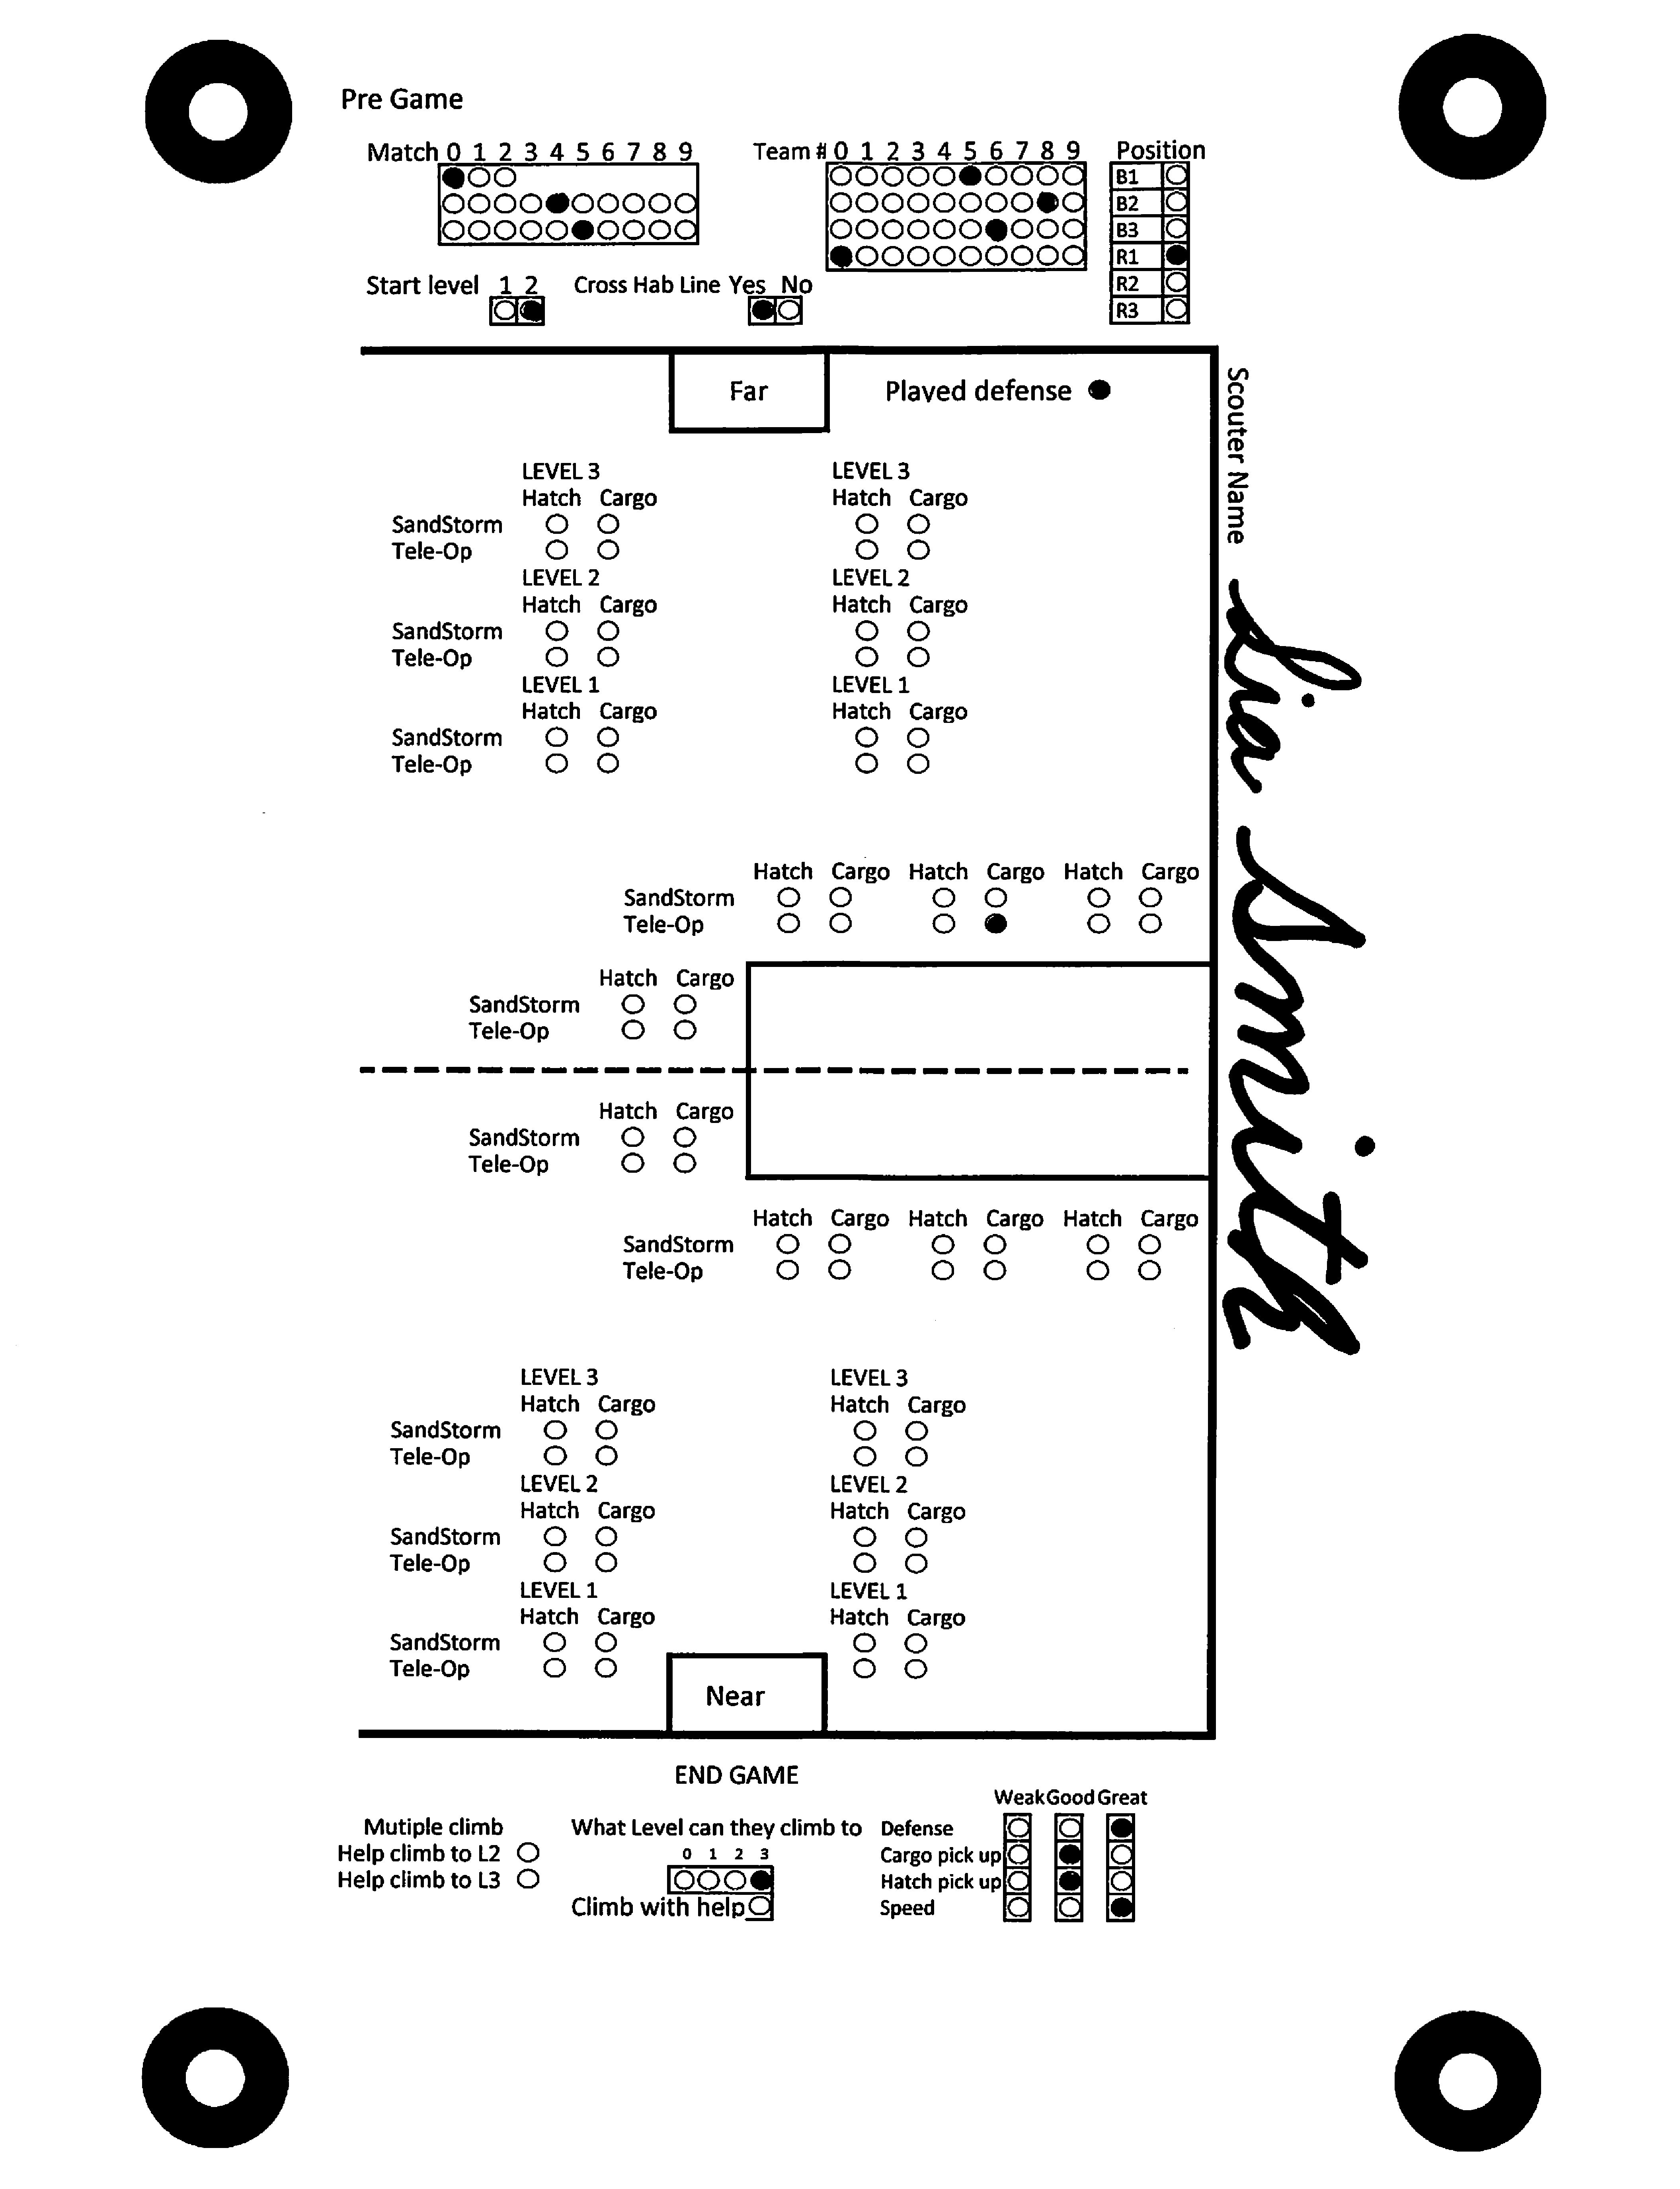 Pre Game
Match 0 1 2 3 4 5 6 7 8 9
Team # 0 1 2 3 4 5 6 7 8 9
Position
B1
B2
B3
R1
R2
R3
Start level 1 2
Cross Hab Line Yes No
Far
Played defense
Scouter Name Lia Smith
LEVEL 3 LEVEL 3
Hatch Cargo Hatch Cargo
SandStorm
Tele-Op
LEVEL 2 LEVEL 2
Hatch Cargo Hatch Cargo
SandStorm
Tele-Op
LEVEL 1 LEVEL 1
Hatch Cargo Hatch Cargo
SandStorm
Tele-Op
Hatch Cargo Hatch Cargo Hatch Cargo
SandStorm
Tele-Op
Hatch Cargo
SandStorm
Tele-Op
Hatch Cargo
SandStorm
Tele-Op
Hatch Cargo Hatch Cargo Hatch Cargo
SandStorm
Tele-Op
LEVEL 3 LEVEL 3
Hatch Cargo Hatch Cargo
SandStorm
Tele-Op
LEVEL 2 LEVEL 2
Hatch Cargo Hatch Cargo
SandStorm
Tele-Op
LEVEL 1 LEVEL 1
Hatch Cargo Hatch Cargo
SandStorm
Tele-Op
Near
END GAME
Mutiple climb
Help climb to L2
Help climb to L3
What Level can they climb to
0 1 2 3
Climb with help
Weak Good Great
Defense
Cargo pick up
Hatch pick up
Speed